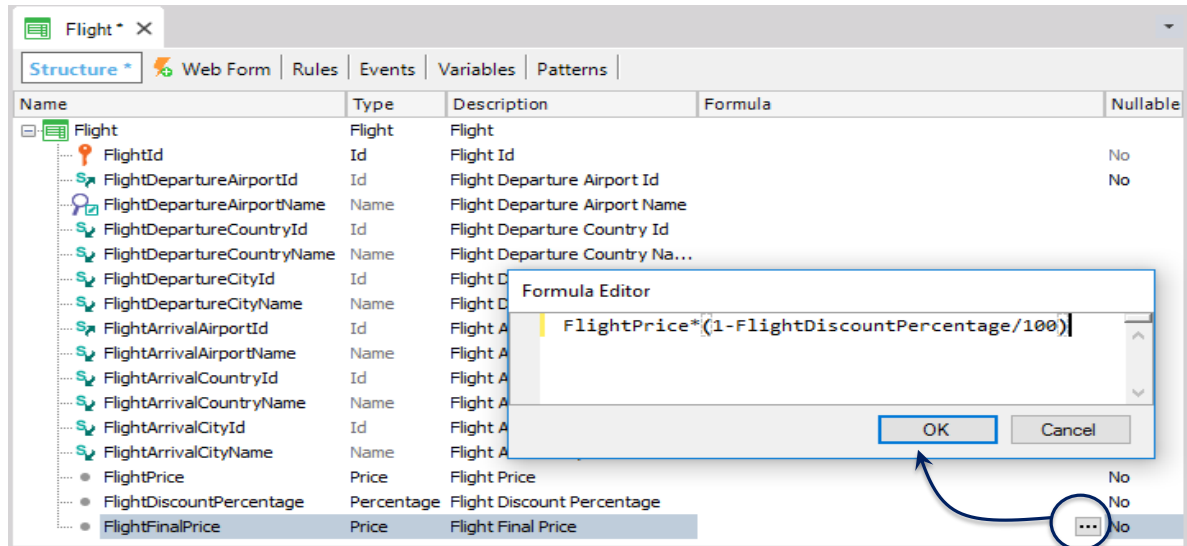 Flight *
Structure * Web Form Rules Events Variables Patterns
Name Type Description Formula Nullable
Flight Flight Flight
FlightId Id Flight Id No
FlightDepartureAirportId Id Flight Departure Airport Id No
FlightDepartureAirportName Name Flight Departure Airport Name
FlightDepartureCountryId Id Flight Departure Country Id
FlightDepartureCountryName Name Flight Departure Country Na...
FlightDepartureCityId Id Flight D
Formula Editor
FlightDepartureCityName Name Flight D
FlightPrice*(1-FlightDiscountPercentage/100)
FlightArrivalAirportId Id Flight A
FlightArrivalAirportName Name Flight A
FlightArrivalCountryId Id Flight A
FlightArrivalCountryName Name Flight A
FlightArrivalCityId Id Flight A
OK Cancel
FlightArrivalCityName Name Flight A
FlightPrice Price Flight Price No
FlightDiscountPercentage Percentage Flight Discount Percentage No
FlightFinalPrice Price Flight Final Price ... No